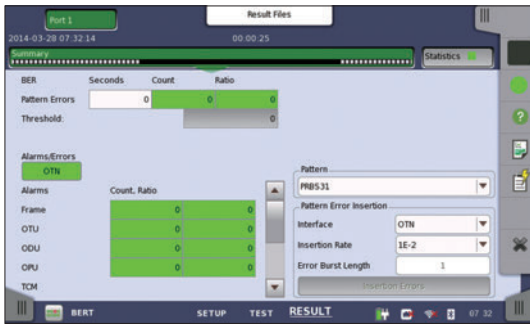 Port 1
Result Files
2014-03-28 07:32:14
00:00:25
Summary
Statistics
BER Seconds Count Ratio
Pattern Errors 0 0 0
Threshold: 0
Alarms/Errors
OTN
Alarms Count, Ratio
Frame 0 0
OTU 0 0
ODU 0 0
OPU 0 0
TCM
Pattern
PRBS31
Pattern Error Insertion
Interface OTN
Insertion Rate 1E-2
Error Burst Length 1
Insertion Errors
BERT SETUP TEST RESULT 07 32